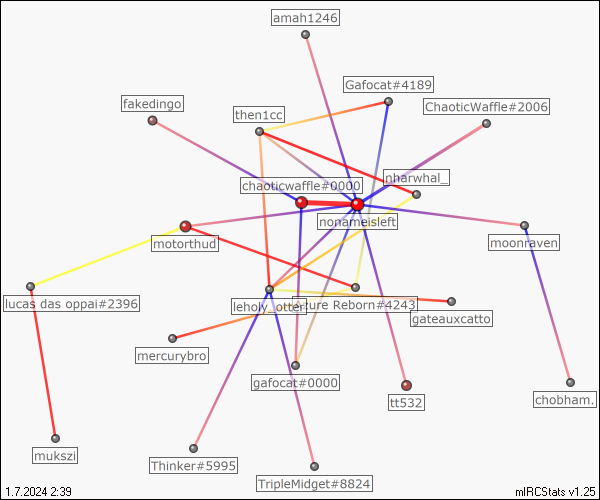 amah1246
Gafocat#4189
fakedingo
ChaoticWaffle#2006
then1cc
nharwhal_
chaoticwaffle#0000
nonameisleft
motorthud
moonraven
lucas das oppai#2396
leholy_otter
ture Reborn#4243
gateauxcatto
mercurybro
gafocat#0000
tt532
chobham.
mukszi
Thinker#5995
TripleMidget#8824
1.7.2024 2:39
mIRCStats v1.25